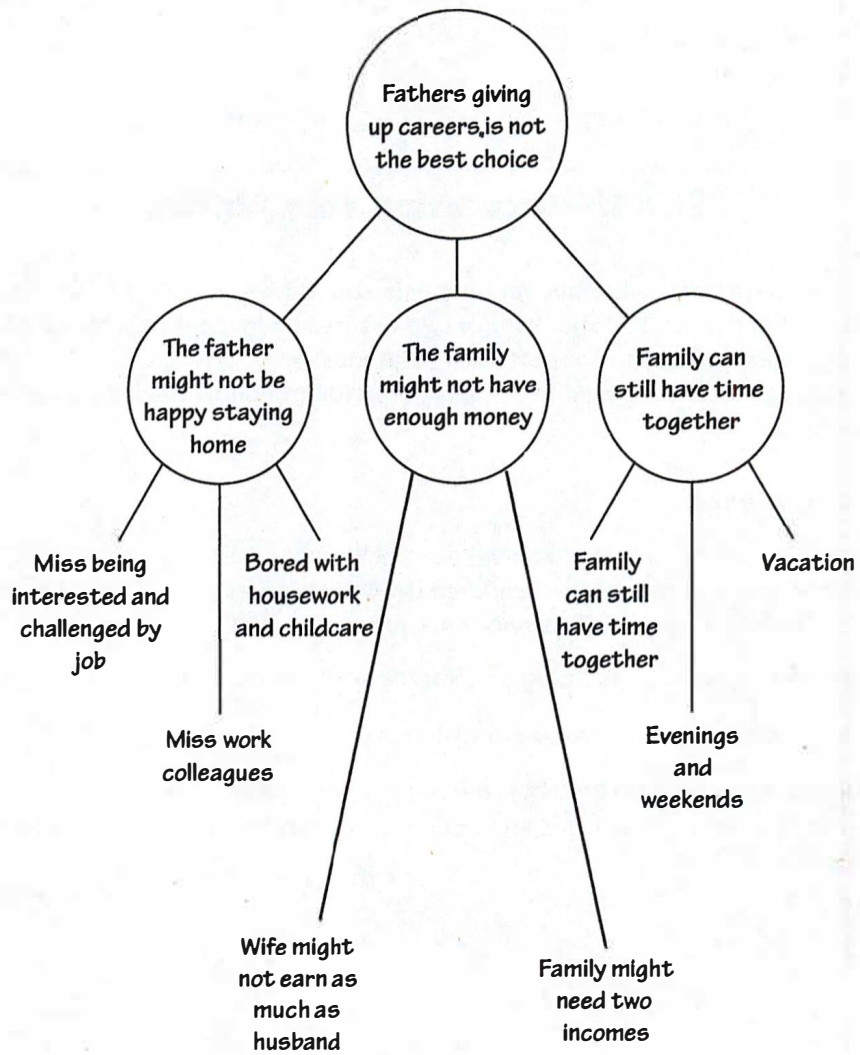 Fathers giving
up careers, is not
the best choice
The father
might not be
happy staying
home
The family
might not have
enough money
Family can
still have time
together
Miss being
interested and
challenged by
job
Bored with
housework
and childcare
Family
can still
have time
together
Vacation
Miss work
colleagues
Evenings
and
weekends
Wife might
not earn as
much as
husband
Family might
need two
incomes